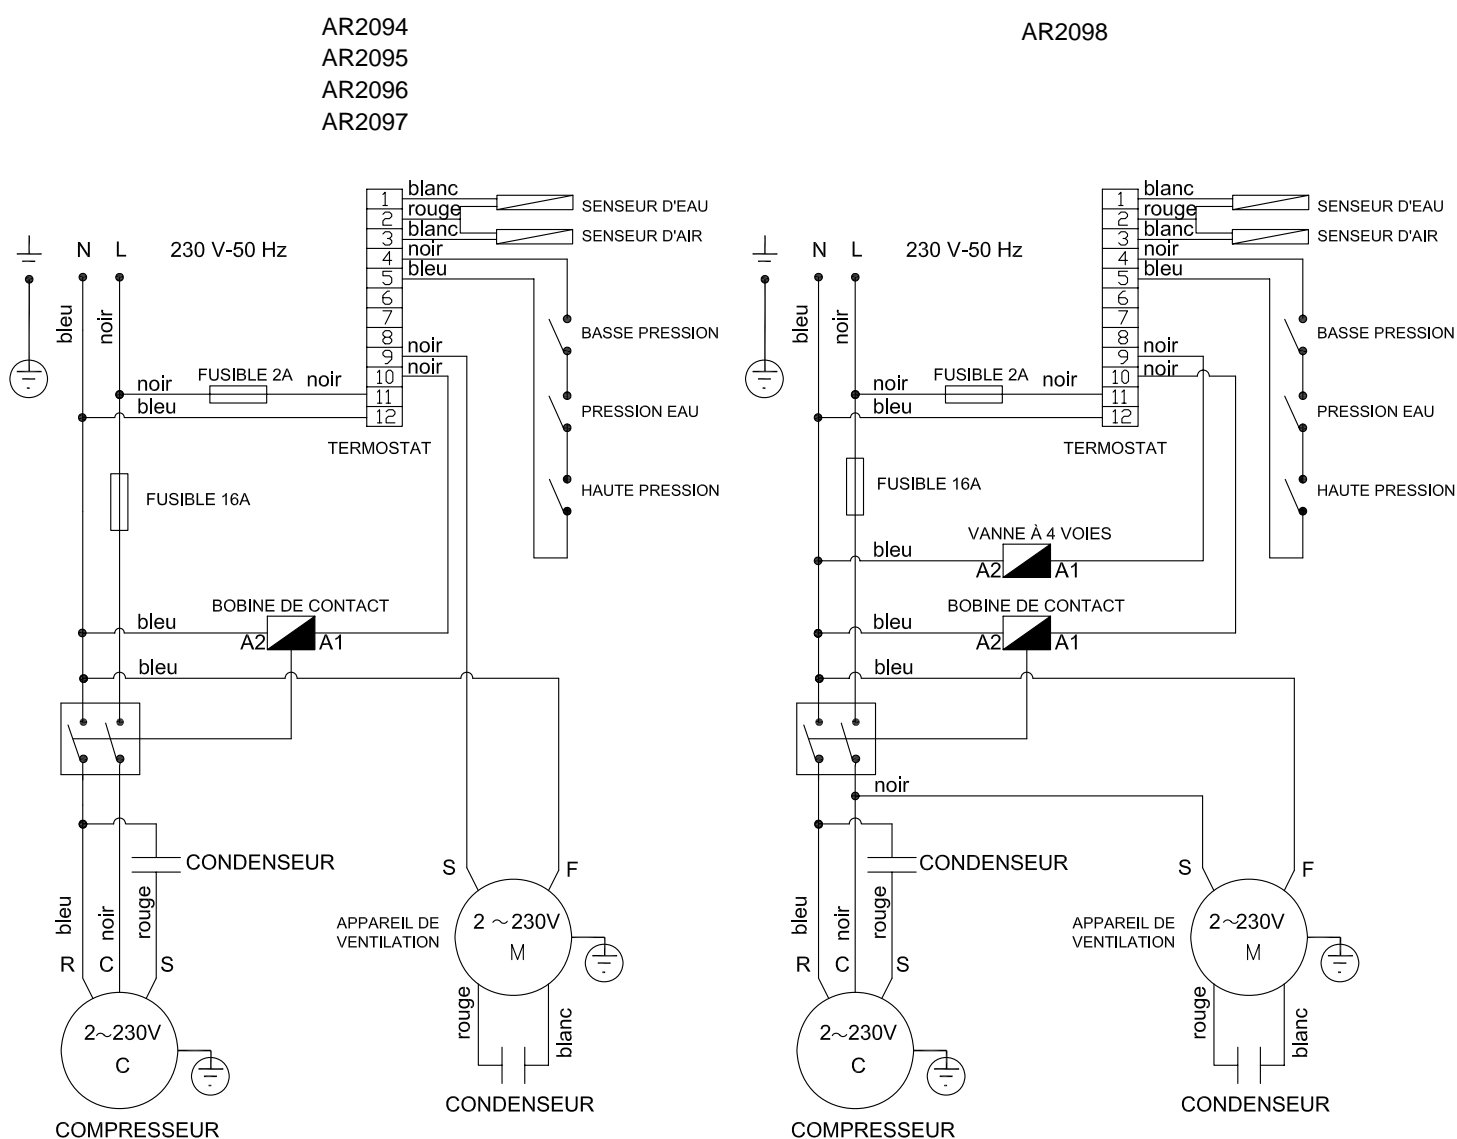 AR2094
AR2095
AR2096
AR2097
1
2
3
4
5
6
7
8
9
10
11
12
blanc
rouge
blanc
noir
bleu
SENSEUR D'EAU
SENSEUR D'AIR
N
L
230 V-50 Hz
bleu
noir
BASSE PRESSION
noir
noir
FUSIBLE 2A
noir
noir
bleu
PRESSION EAU
TERMOSTAT
FUSIBLE 16A
HAUTE PRESSION
BOBINE DE CONTACT
bleu
A2
A1
bleu
CONDENSEUR
S
F
bleu
noir
rouge
APPAREIL DE
VENTILATION
2 ~230V
M
R
C
S
rouge
blanc
2~230V
C
CONDENSEUR
COMPRESSEUR
AR2098
1
2
3
4
5
6
7
8
9
10
11
12
blanc
rouge
blanc
noir
bleu
SENSEUR D'EAU
SENSEUR D'AIR
N
L
230 V-50 Hz
bleu
noir
BASSE PRESSION
noir
noir
FUSIBLE 2A
noir
noir
bleu
PRESSION EAU
TERMOSTAT
FUSIBLE 16A
HAUTE PRESSION
VANNE À 4 VOIES
bleu
A2
A1
BOBINE DE CONTACT
bleu
A2
A1
bleu
noir
CONDENSEUR
S
F
bleu
noir
rouge
APPAREIL DE
VENTILATION
2~230V
M
R
C
S
rouge
blanc
2~230V
C
CONDENSEUR
COMPRESSEUR